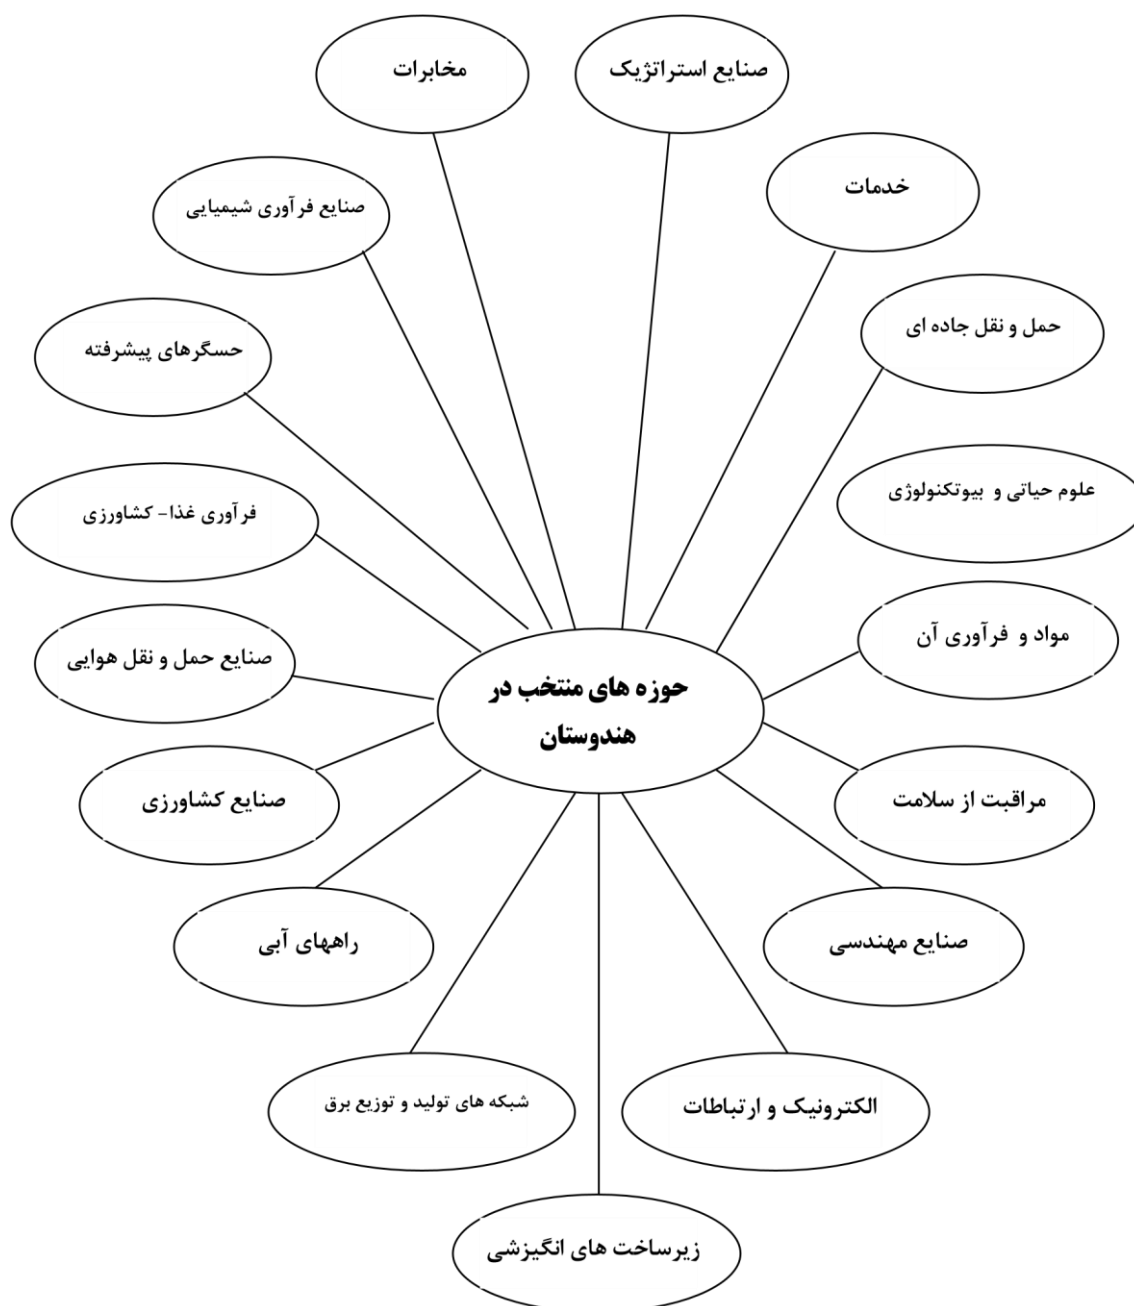 صنایع استراتژیک
مخابرات
خدمات
صنایع فرآوری شیمیایی
حمل و نقل جاده ای
حسگرهای پیشرفته
علوم حیاتی و بیوتکنولوژی
فرآوری غذا- کشاورزی
مواد و فرآوری آن
صنایع حمل و نقل هوایی
حوزه های منتخب در
هندوستان
مراقبت از سلامت
صنایع کشاورزی
صنایع مهندسی
راههای آبی
الکترونیک و ارتباطات
شبکه های تولید و توزیع برق
زیرساخت های انگیزشی